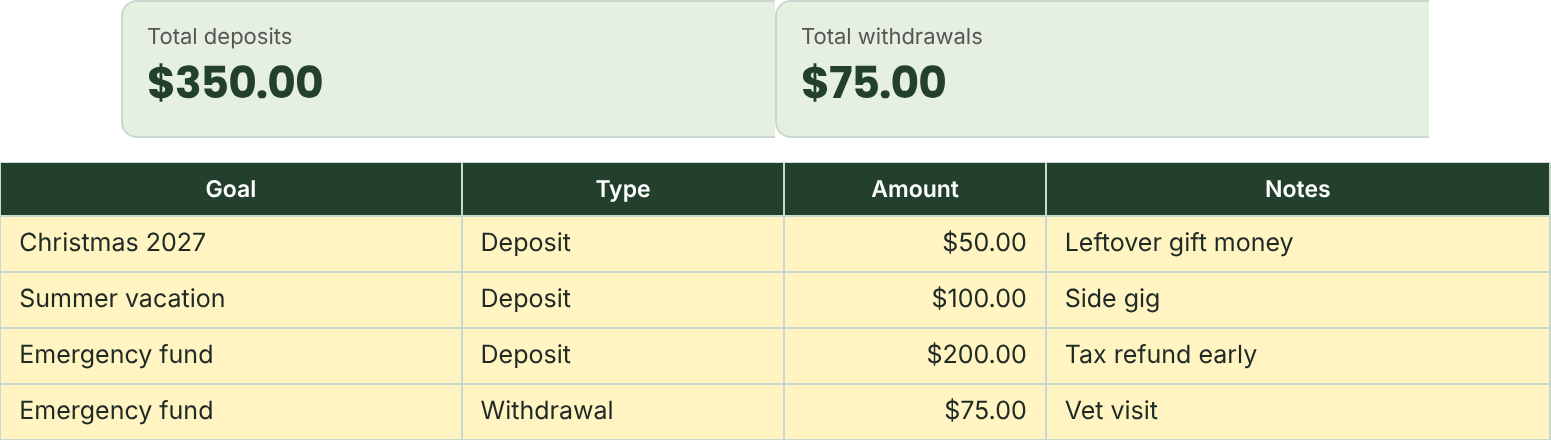 Total deposits Total withdrawals
$350.00 $75.00
Goal Type Amount Notes
Christmas 2027 Deposit $50.00 Leftover gift money
Summer vacation Deposit $100.00 Side gig
Emergency fund Deposit $200.00 Tax refund early
Emergency fund Withdrawal $75.00 Vet visit